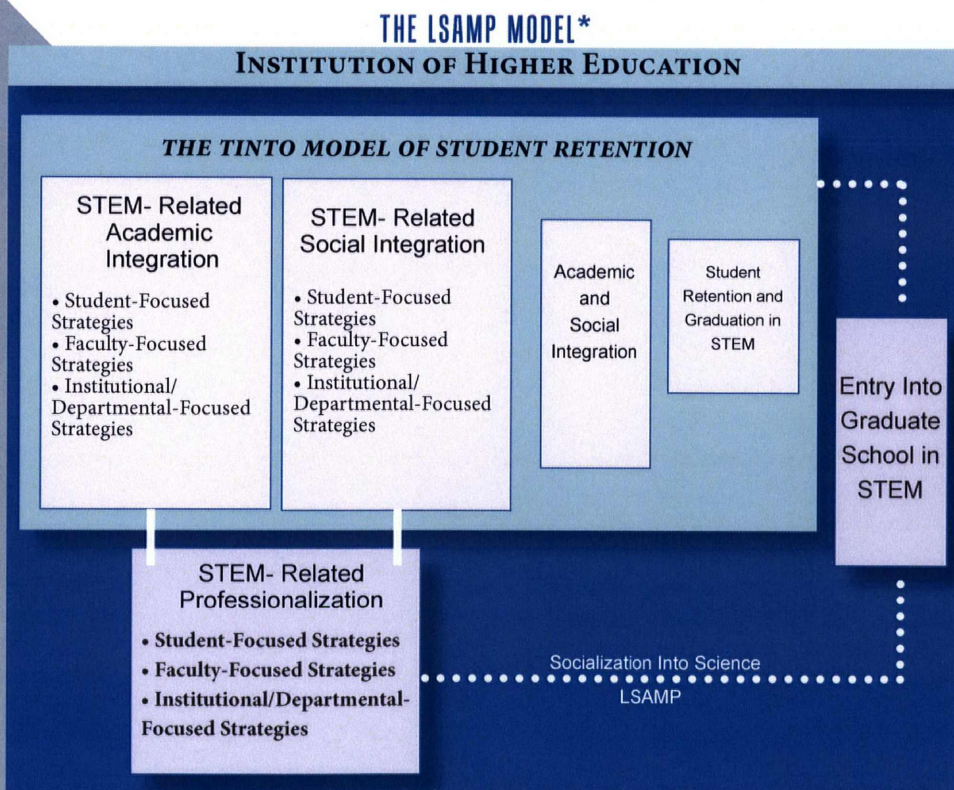 THE LSAMP MODEL*
INSTITUTION OF HIGHER EDUCATION
THE TINTO MODEL OF STUDENT RETENTION
STEM- Related
Academic
Integration
• Student-Focused
Strategies
• Faculty-Focused
Strategies
• Institutional/
Departmental-Focused
Strategies
STEM- Related
Social Integration
• Student-Focused
Strategies
• Faculty-Focused
Strategies
• Institutional/
Departmental-Focused
Strategies
Academic
and
Social
Integration
Student
Retention and
Graduation in
STEM
Entry Into
Graduate
School in
STEM
STEM- Related
Professionalization
• Student-Focused Strategies
• Faculty-Focused Strategies
• Institutional/Departmental-
Focused Strategies
Socialization Into Science
LSAMP